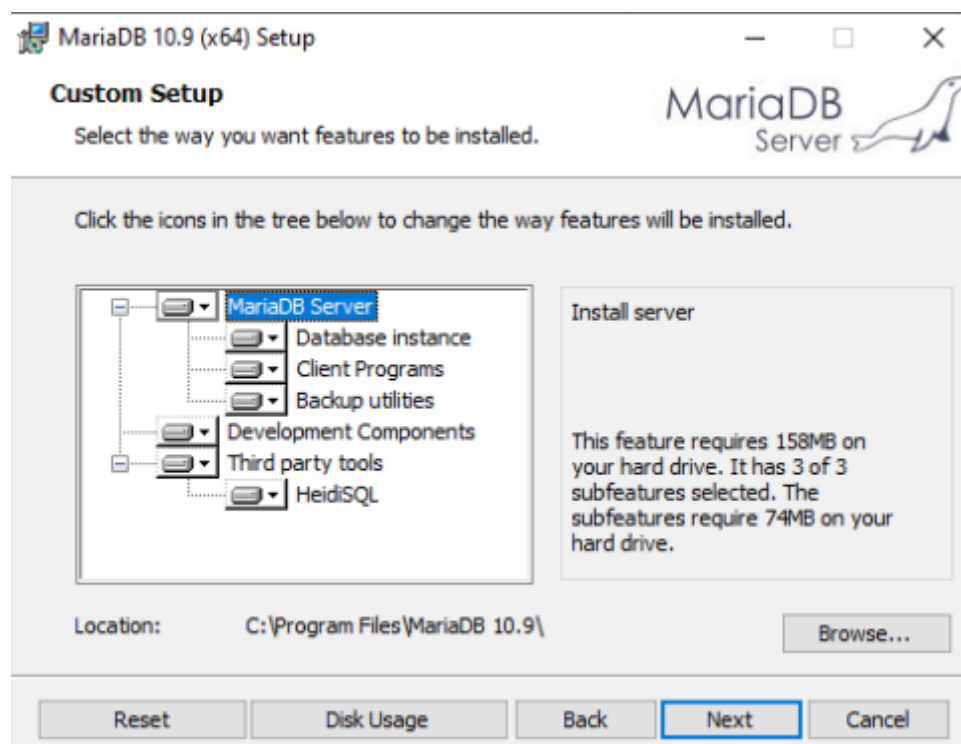 MariaDB 10.9 (x64) Setup
Custom Setup
Select the way you want features to be installed.
MariaDB
Server
Click the icons in the tree below to change the way features will be installed.
MariaDB Server
Database instance
Client Programs
Backup utilities
Development Components
Third party tools
HeidiSQL
Install server
This feature requires 158MB on
your hard drive. It has 3 of 3
subfeatures selected. The
subfeatures require 74MB on your
hard drive.
Location: C:\Program Files\MariaDB 10.9\
Browse...
Reset Disk Usage Back Next Cancel